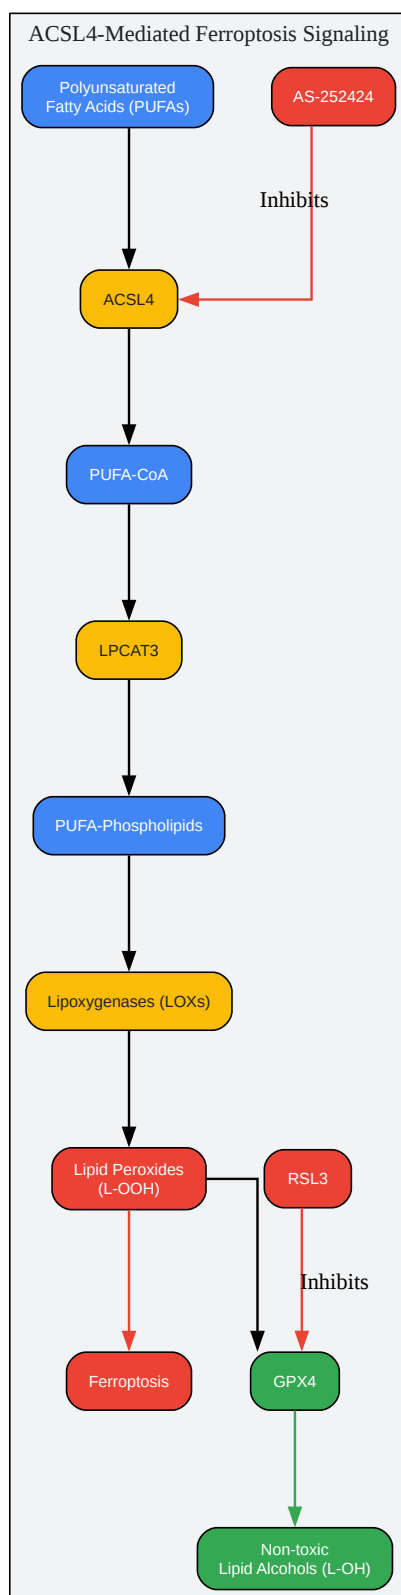 ACSL4-Mediated Ferroptosis Signaling
Polyunsaturated
Fatty Acids (PUFAs)
AS-252424
Inhibits
ACSL4
PUFA-CoA
LPCAT3
PUFA-Phospholipids
Lipoxygenases (LOXs)
Lipid Peroxides
(L-OOH)
RSL3
Inhibits
Ferroptosis
GPX4
Non-toxic
Lipid Alcohols (L-OH)